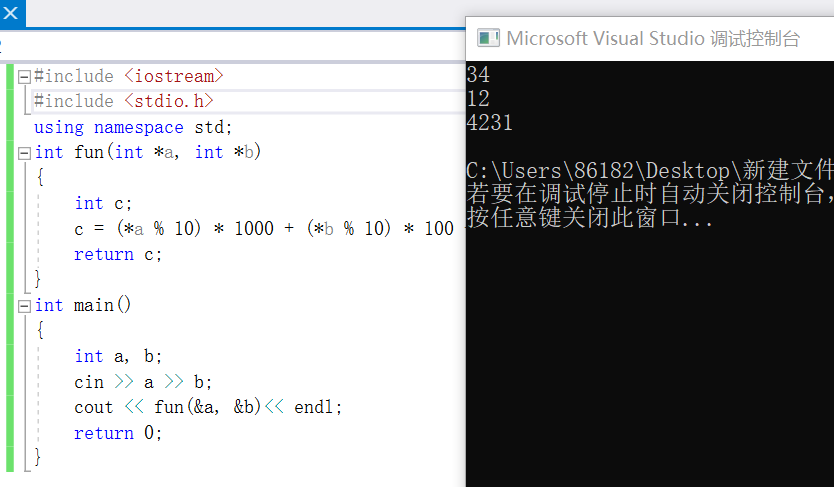 #include <iostream>
#include <stdio.h>
using namespace std;
int fun(int *a, int *b)
{
int c;
c = (*a % 10) * 1000 + (*b % 10) * 100
return c;
}
int main()
{
int a, b;
cin >> a >> b;
cout << fun(&a, &b)<< endl;
return 0;
}
Microsoft Visual Studio 调试控制台
34
12
4231
C:\Users\86182\Desktop\新建文件
若要在调试停止时自动关闭控制台,
按任意键关闭此窗口...